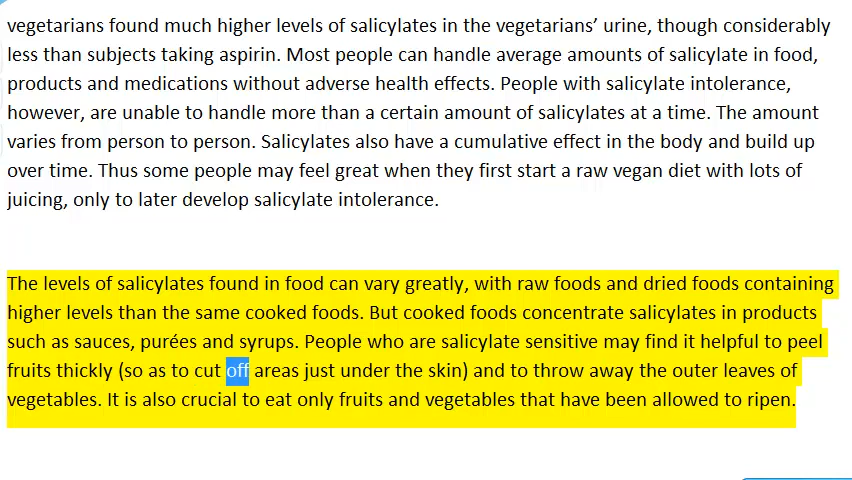 vegetarians found much higher levels of salicylates in the vegetarians’ urine, though considerably
less than subjects taking aspirin. Most people can handle average amounts of salicylate in food,
products and medications without adverse health effects. People with salicylate intolerance,
however, are unable to handle more than a certain amount of salicylates at a time. The amount
varies from person to person. Salicylates also have a cumulative effect in the body and build up
over time. Thus some people may feel great when they first start a raw vegan diet with lots of
juicing, only to later develop salicylate intolerance.
The levels of salicylates found in food can vary greatly, with raw foods and dried foods containing
higher levels than the same cooked foods. But cooked foods concentrate salicylates in products
such as sauces, purées and syrups. People who are salicylate sensitive may find it helpful to peel
fruits thickly (so as to cut off areas just under the skin) and to throw away the outer leaves of
vegetables. It is also crucial to eat only fruits and vegetables that have been allowed to ripen.